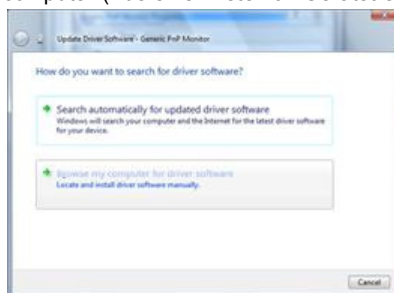 Update Driver Software - Generic PnP Monitor
How do you want to search for driver software?
Search automatically for updated driver software
Windows will search your computer and the Internet for the latest driver software
for your device.
Browse my computer for driver software
Locate and install driver software manually.
Cancel